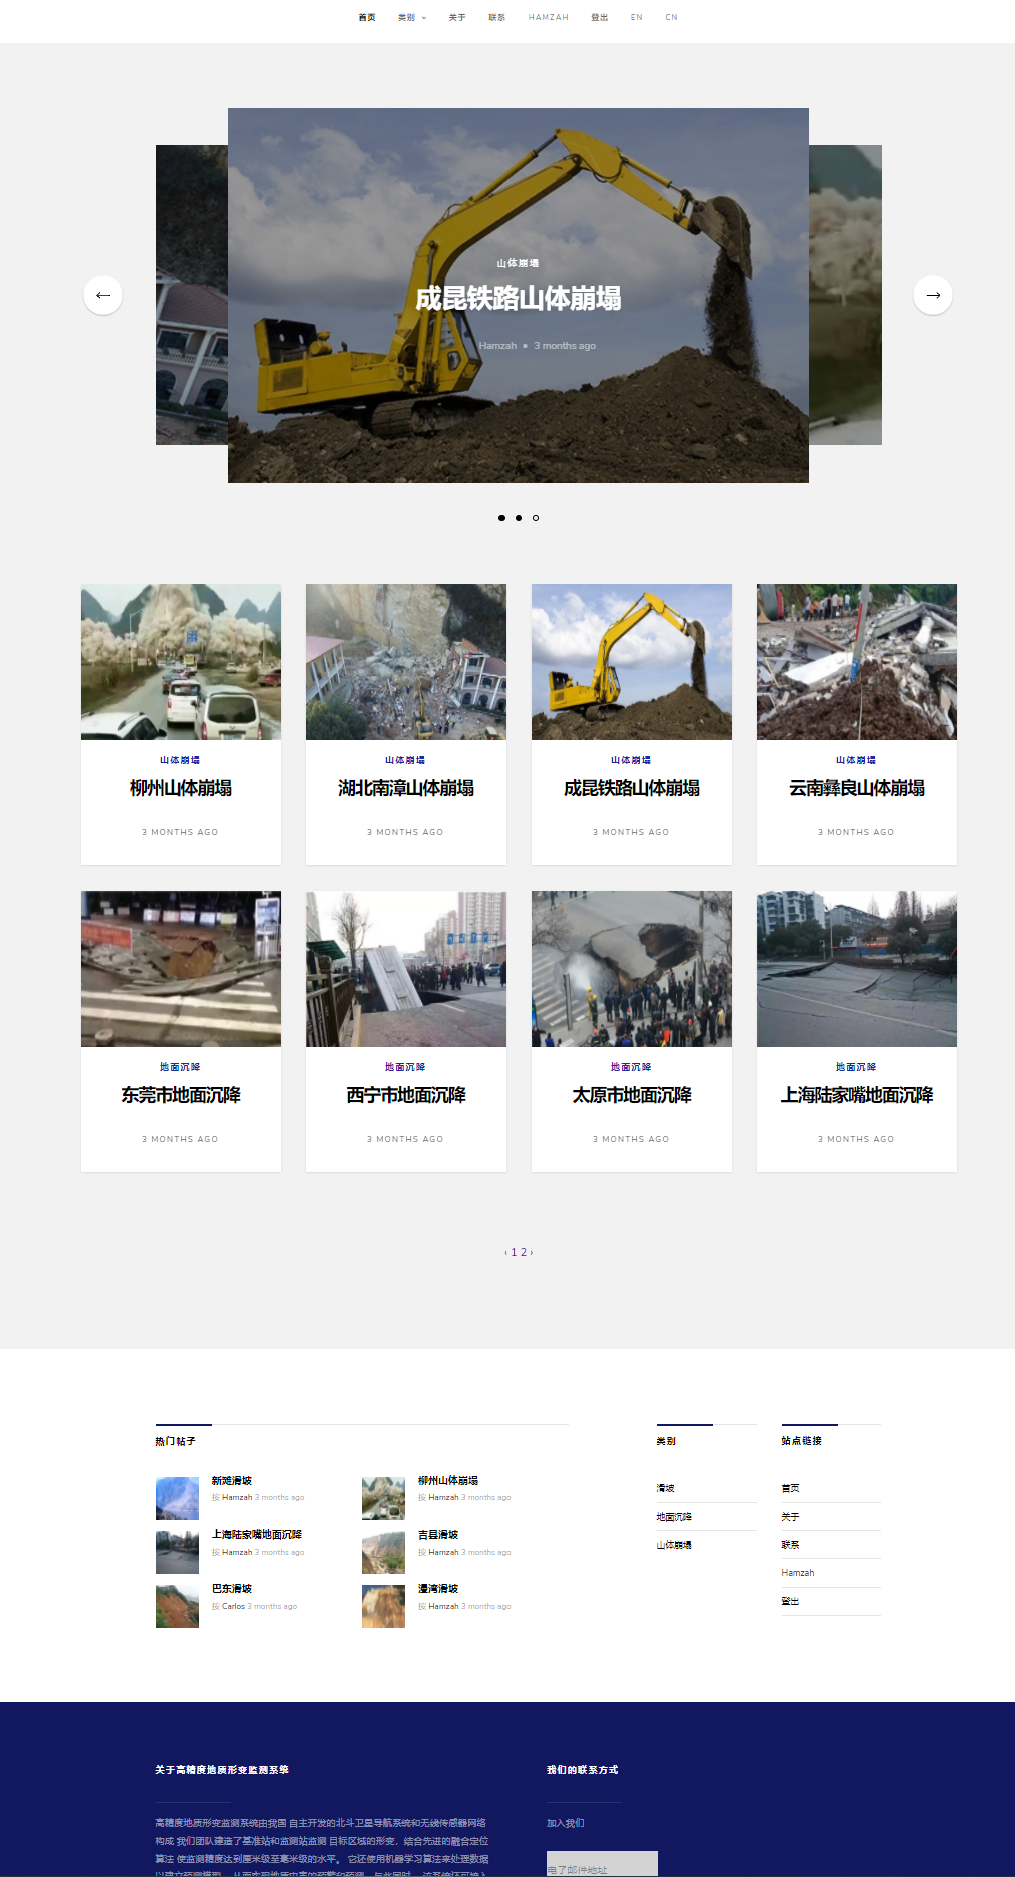 首页 类别 关于 联系 HAMZAH 登出 EN CN
山体崩塌
成昆铁路山体崩塌
Hamzah • 3 months ago
山体崩塌 山体崩塌 山体崩塌 山体崩塌
柳州山体崩塌 湖北南漳山体崩塌 成昆铁路山体崩塌 云南彝良山体崩塌
3 MONTHS AGO 3 MONTHS AGO 3 MONTHS AGO 3 MONTHS AGO
地面沉降 地面沉降 地面沉降 地面沉降
东莞市地面沉降 西宁市地面沉降 太原市地面沉降 上海陆家嘴地面沉降
3 MONTHS AGO 3 MONTHS AGO 3 MONTHS AGO 3 MONTHS AGO
‹ 1 2 ›
热门帖子
新滩滑坡
按 Hamzah 3 months ago
柳州山体崩塌
按 Hamzah 3 months ago
上海陆家嘴地面沉降
按 Hamzah 3 months ago
吉县滑坡
按 Hamzah 3 months ago
巴东滑坡
按 Carlos 3 months ago
漫湾滑坡
按 Hamzah 3 months ago
类别
滑坡
地面沉降
山体崩塌
站点链接
首页
关于
联系
Hamzah
登出
关于高精度地质形变监测系统
高精度地质形变监测系统由我国 自主开发的北斗卫星导航系统和无线传感器网络
构成 我们团队建造了基准站和监测站监测 目标区域的形变，结合先进的融合定位
算法 使监测精度达到厘米级至毫米级的水平。 它还使用机器学习算法来处理数据
我们的联系方式
加入我们
电子邮件地址